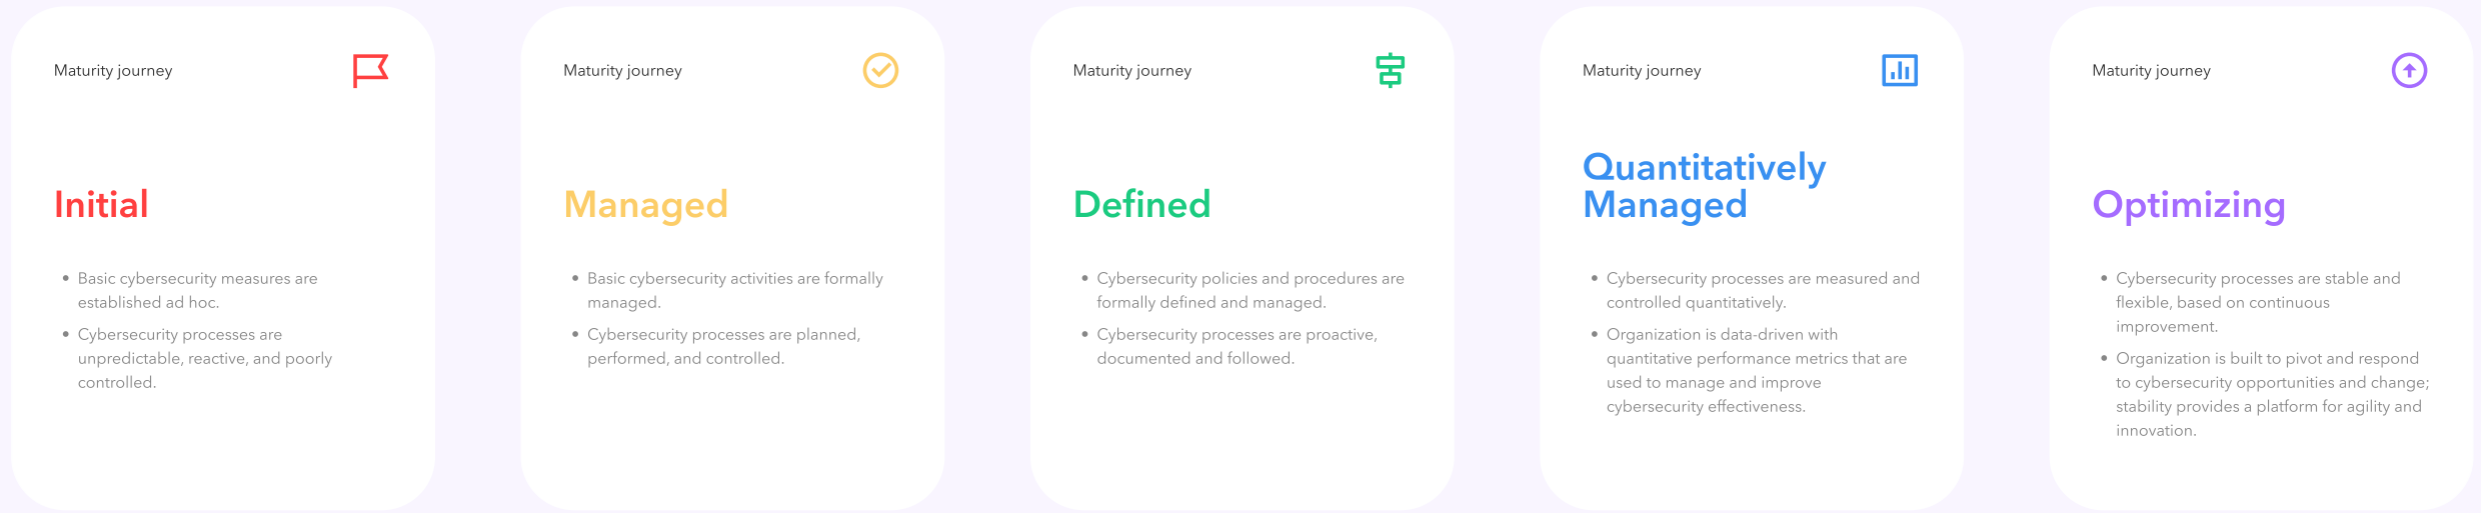 Maturity journey
Initial
• Basic cybersecurity measures are
established ad hoc.
• Cybersecurity processes are
unpredictable, reactive, and poorly
controlled.
Maturity journey
Managed
• Basic cybersecurity activities are formally
managed.
• Cybersecurity processes are planned,
performed, and controlled.
Maturity journey
Defined
• Cybersecurity policies and procedures are
formally defined and managed.
• Cybersecurity processes are proactive,
documented and followed.
Maturity journey
Quantitatively
Managed
• Cybersecurity processes are measured and
controlled quantitatively.
• Organization is data-driven with
quantitative performance metrics that are
used to manage and improve
cybersecurity effectiveness.
Maturity journey
Optimizing
• Cybersecurity processes are stable and
flexible, based on continuous
improvement.
• Organization is built to pivot and respond
to cybersecurity opportunities and change;
stability provides a platform for agility and
innovation.